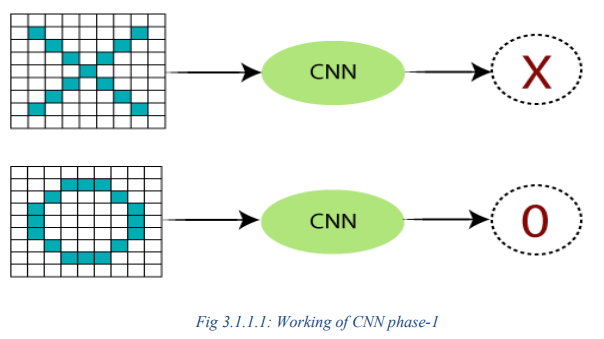 CNN
X
CNN
0
Fig 3.1.1.1: Working of CNN phase-1